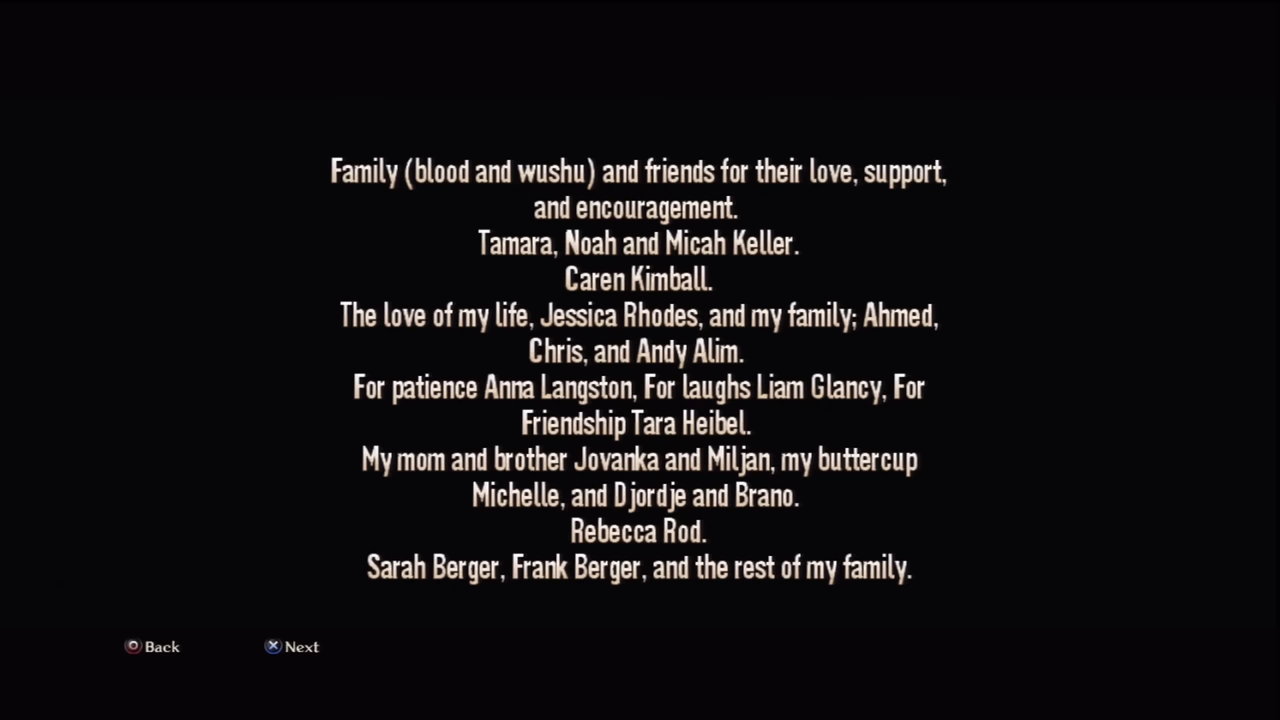 Family (blood and wushu) and friends for their love, support,
and encouragement.
Tamara, Noah and Micah Keller.
Caren Kimball.
The love of my life, Jessica Rhodes, and my family; Ahmed,
Chris, and Andy Alim.
For patience Anna Langston, For laughs Liam Glancy, For
Friendship Tara Heibel.
My mom and brother Jovanka and Miljan, my buttercup
Michelle, and Djordje and Brano.
Rebecca Rod.
Sarah Berger, Frank Berger, and the rest of my family.
Back Next